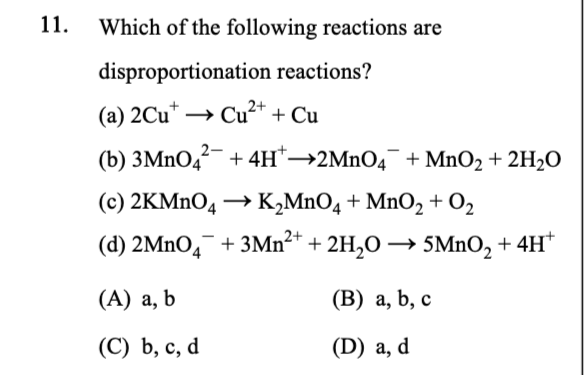 11. Which of the following reactions are
disproportionation reactions?
(a) 2Cu⁺ → Cu²⁺ + Cu
(b) 3MnO₄²⁻ + 4H⁺→2MnO₄⁻ + MnO₂ + 2H₂O
(c) 2KMnO₄ → K₂MnO₄ + MnO₂ + O₂
(d) 2MnO₄⁻ + 3Mn²⁺ + 2H₂O → 5MnO₂ + 4H⁺
(A) a, b (B) a, b, c
(C) b, c, d (D) a, d